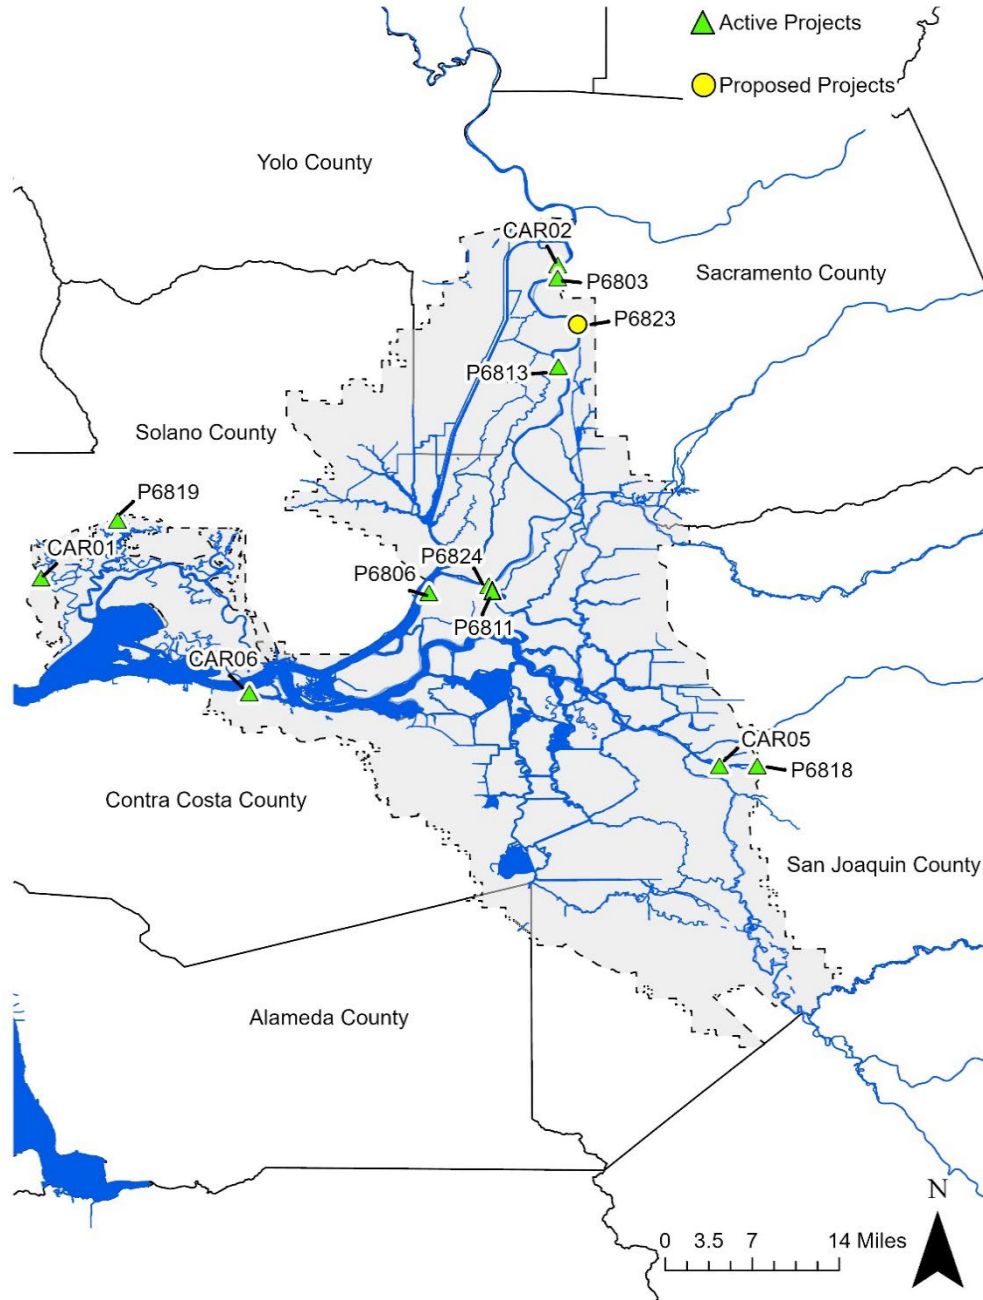 Active Projects
Proposed Projects
Yolo County
CAR02
Sacramento County
P6803
P6823
P6813
Solano County
P6819
CAR01
P6824
P6806
P6811
CAR06
CAR05
P6818
Contra Costa County
San Joaquin County
Alameda County
N
0 3.5 7 14 Miles